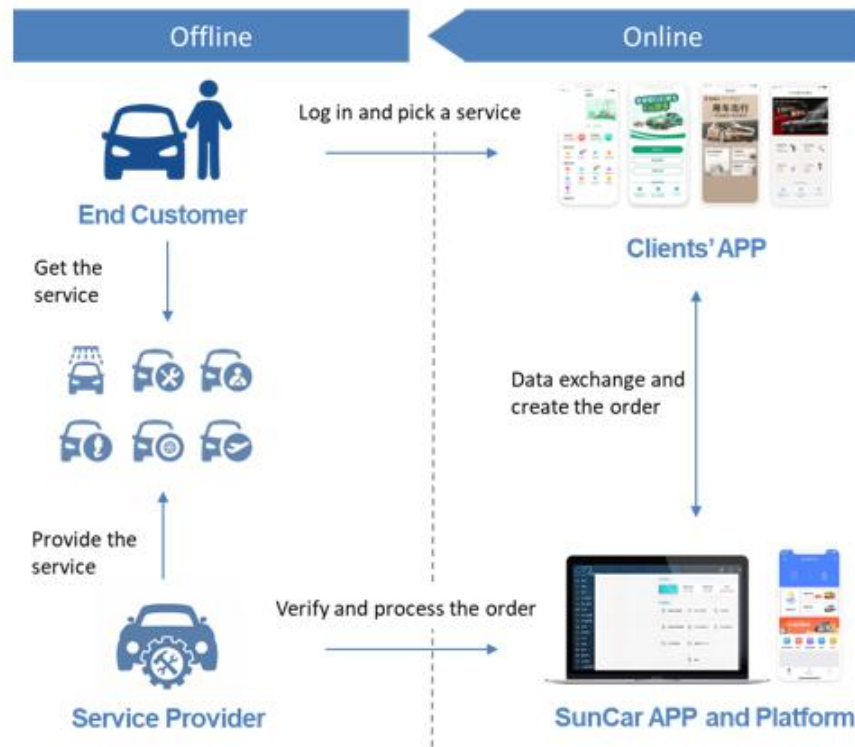 Offline
Online
Log in and pick a service
End Customer
Clients' APP
Get the
service
Data exchange and
create the order
Provide the
service
Verify and process the order
Service Provider
SunCar APP and Platform